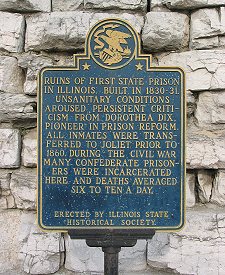 RUINS OF FIRST STATE PRISON
IN ILLINOIS, BUILT IN 1830-31.
UNSANITARY CONDITIONS
AROUSED PERSISTENT CRITI-
CISM FROM DOROTHEA DIX,
PIONEER IN PRISON REFORM.
ALL INMATES WERE TRANS-
FERRED TO JOLIET PRIOR TO
1860. DURING THE CIVIL WAR
MANY CONFEDERATE PRISON-
ERS WERE INCARCERATED
HERE AND DEATHS AVERAGED
SIX TO TEN A DAY.
ERECTED BY ILLINOIS STATE
HISTORICAL SOCIETY.